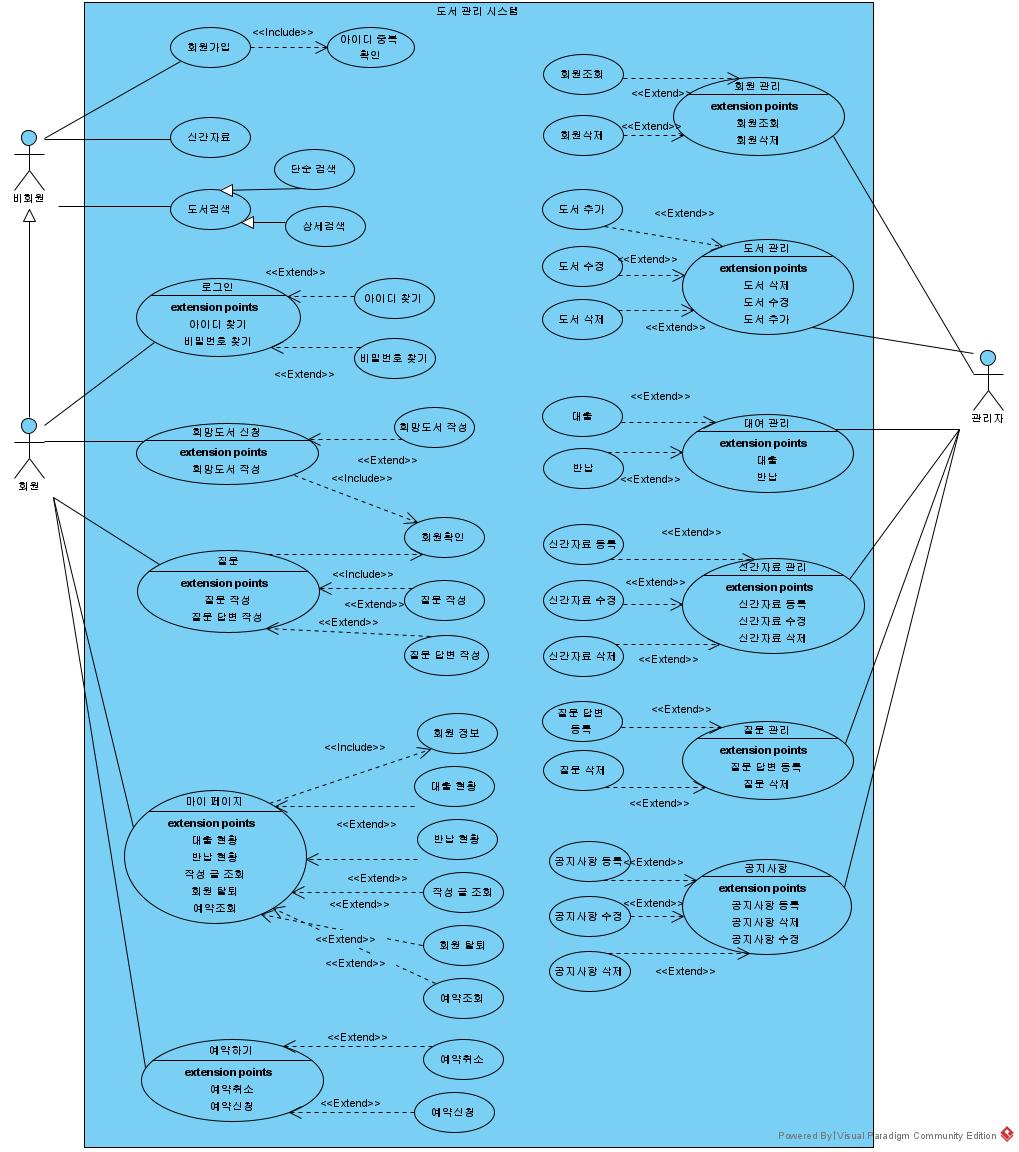 도서 관리 시스템
회원가입
<<Include>>
아이디 중복
확인
신간자료
비회원
단순 검색
도서검색
상세검색
<<Extend>>
로그인
extension points
아이디 찾기
비밀번호 찾기
아이디 찾기
비밀번호 찾기
<<Extend>>
회원
희망도서 신청
extension points
희망도서 작성
희망도서 작성
<<Extend>>
<<Include>>
회원확인
질문
extension points
질문 작성
질문 답변 작성
<<Include>>
질문 작성
<<Extend>>
<<Extend>>
질문 답변 작성
회원 정보
<<Include>>
대출 현황
마이 페이지
extension points
대출 현황
반납 현황
작성 글 조회
회원 탈퇴
예약조회
<<Extend>>
반납 현황
<<Extend>>
작성 글 조회
<<Extend>>
<<Extend>>
회원 탈퇴
<<Extend>>
예약조회
<<Extend>>
예약하기
extension points
예약취소
예약신청
예약취소
<<Extend>>
예약신청
회원조회
<<Extend>>
회원 관리
extension points
회원조회
회원삭제
<<Extend>>
회원삭제
도서 추가
<<Extend>>
도서 관리
extension points
도서 삭제
도서 수정
도서 추가
<<Extend>>
도서 수정
도서 삭제
<<Extend>>
관리자
<<Extend>>
대출
대여 관리
extension points
대출
반납
반납
<<Extend>>
<<Extend>>
신간자료 등록
신간자료 관리
extension points
신간자료 등록
신간자료 수정
신간자료 삭제
<<Extend>>
신간자료 수정
신간자료 삭제
<<Extend>>
질문 답변
등록
<<Extend>>
질문 관리
extension points
질문 답변 등록
질문 삭제
질문 삭제
<<Extend>>
공지사항 등록
<<Extend>>
공지사항
extension points
공지사항 등록
공지사항 삭제
공지사항 수정
<<Extend>>
공지사항 수정
공지사항 삭제
<<Extend>>
Powered By Visual Paradigm Community Edition